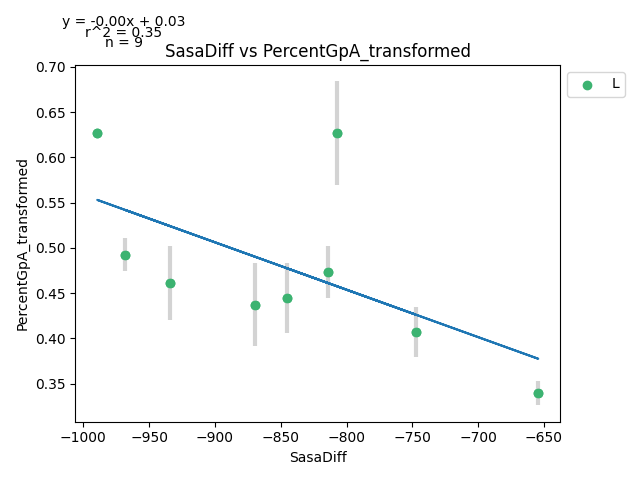 y = -0.00x + 0.03
r^2 = 0.35
n = 9
SasaDiff vs PercentGpA_transformed
L
PercentGpA_transformed
0.70
0.65
0.60
0.55
0.50
0.45
0.40
0.35
−1000 −950 −900 −850 −800 −750 −700 −650
SasaDiff